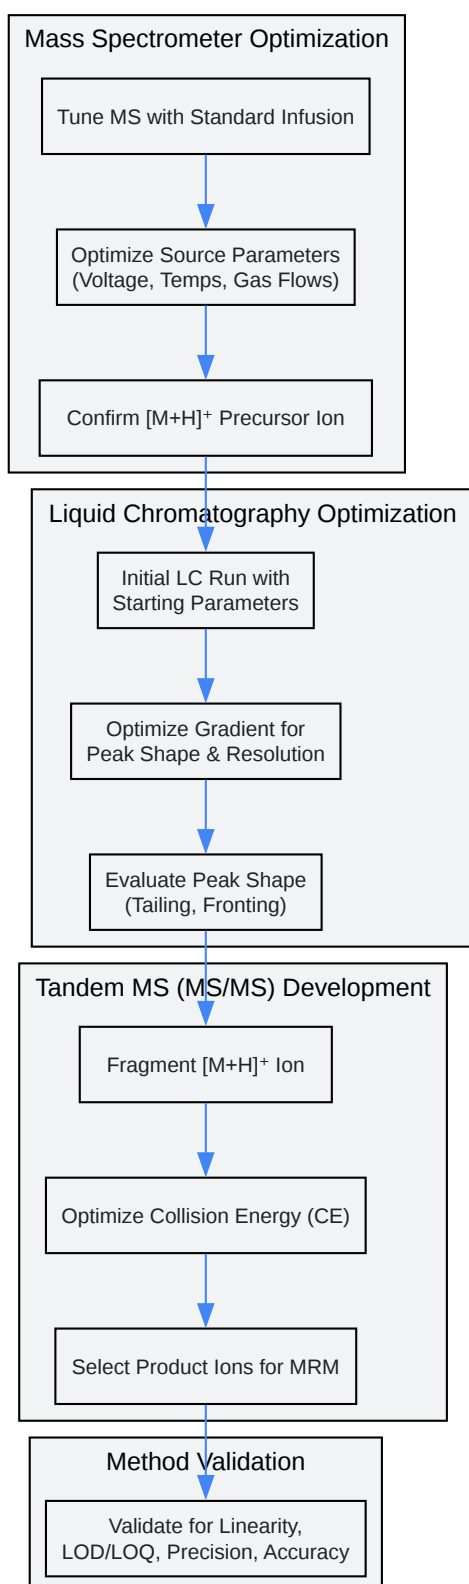 Mass Spectrometer Optimization
Tune MS with Standard Infusion
Optimize Source Parameters
(Voltage, Temps, Gas Flows)
Confirm [M+H]⁺ Precursor Ion
Liquid Chromatography Optimization
Initial LC Run with
Starting Parameters
Optimize Gradient for
Peak Shape & Resolution
Evaluate Peak Shape
(Tailing, Fronting)
Tandem MS (MS/MS) Development
Fragment [M+H]⁺ Ion
Optimize Collision Energy (CE)
Select Product Ions for MRM
Method Validation
Validate for Linearity,
LOD/LOQ, Precision, Accuracy